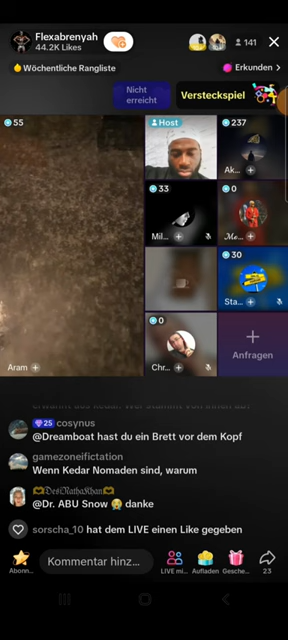 Flexabrenyah
44.2K Likes
141
Wöchentliche Rangliste
Erkunden >
Nicht erreicht
Versteckspiel
55
Host
237
Ak...
33
Mil...
0
Me...
30
Sta...
0
Chr...
Anfragen
Aram
25 cosynus
@Dreamboat hast du ein Brett vor dem Kopf
gamezoneifictation
Wenn Kedar Nomaden sind, warum
DesiNathaKhan
@Dr. ABU Snow 😭 danke
sorscha_10 hat dem LIVE einen Like gegeben
Kommentar hinz...
Abonn... LIVE mi... Aufladen Gesche... 23